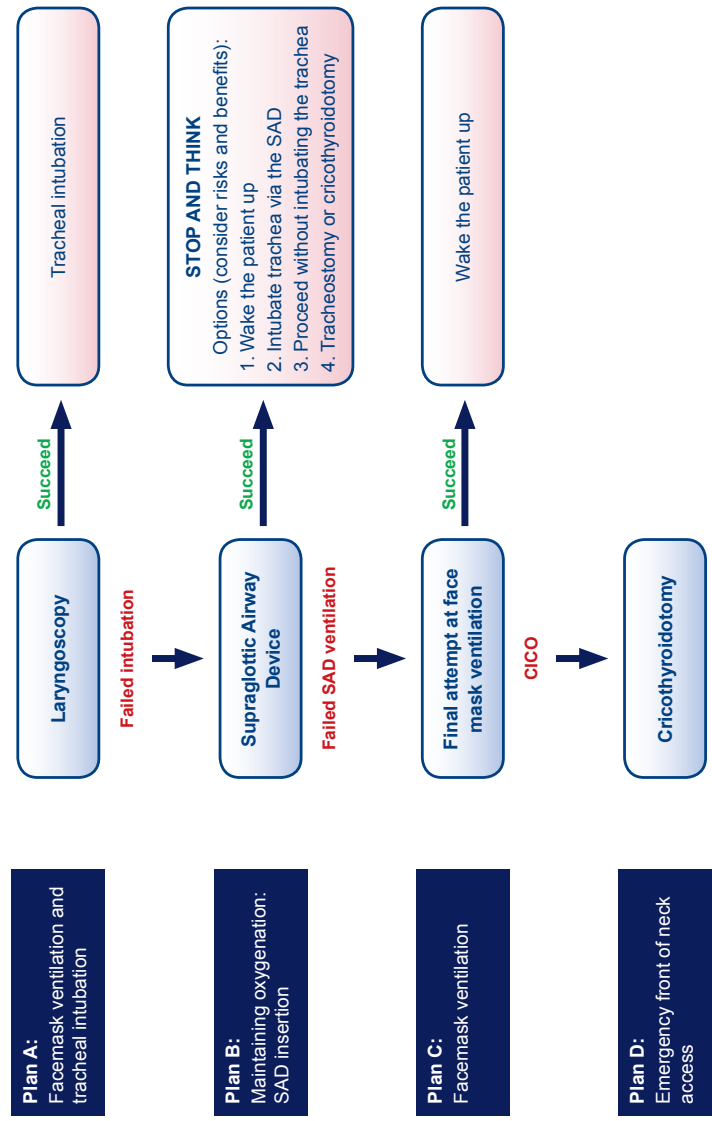 Plan A:
Facemask ventilation and
tracheal intubation
Laryngoscopy
Succeed
Tracheal intubation
Failed intubation
Plan B:
Maintaining oxygenation:
SAD insertion
Supraglottic Airway
Device
Succeed
STOP AND THINK
Options (consider risks and benefits):
1. Wake the patient up
2. Intubate trachea via the SAD
3. Proceed without intubating the trachea
4. Tracheostomy or cricothyroidotomy
Failed SAD ventilation
Plan C:
Facemask ventilation
Final attempt at face
mask ventilation
Succeed
Wake the patient up
CICO
Plan D:
Emergency front of neck
access
Cricothyroidotomy